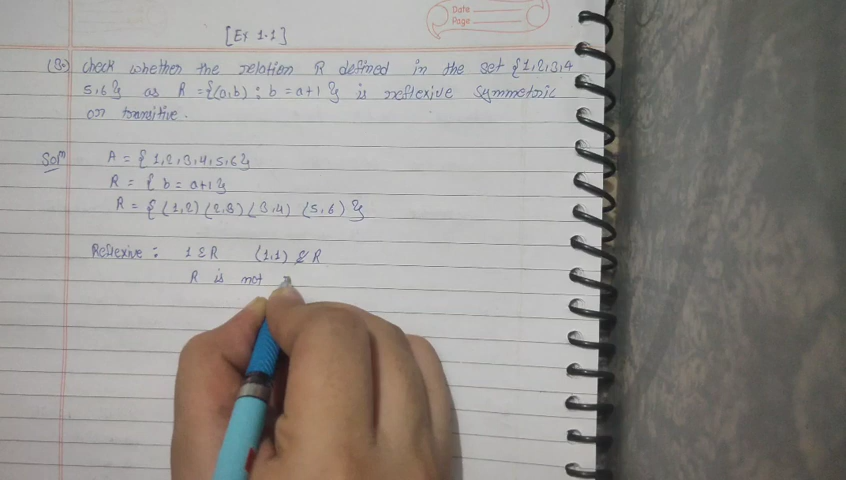 Date
Page
[Ex 1.1]
(3.) check whether the relation R defined in the set {1,2,3,4
5,6} as R = {(a,b) : b = a+1} is reflexive symmetric
or transitive.
Solⁿ A = {1,2,3,4,5,6}
R = { b = a+1}
R = { (1,2) (2,3) (3,4) (5,6) }
Reflexive : 1 Σ R (1,1) ∉ R
R is not